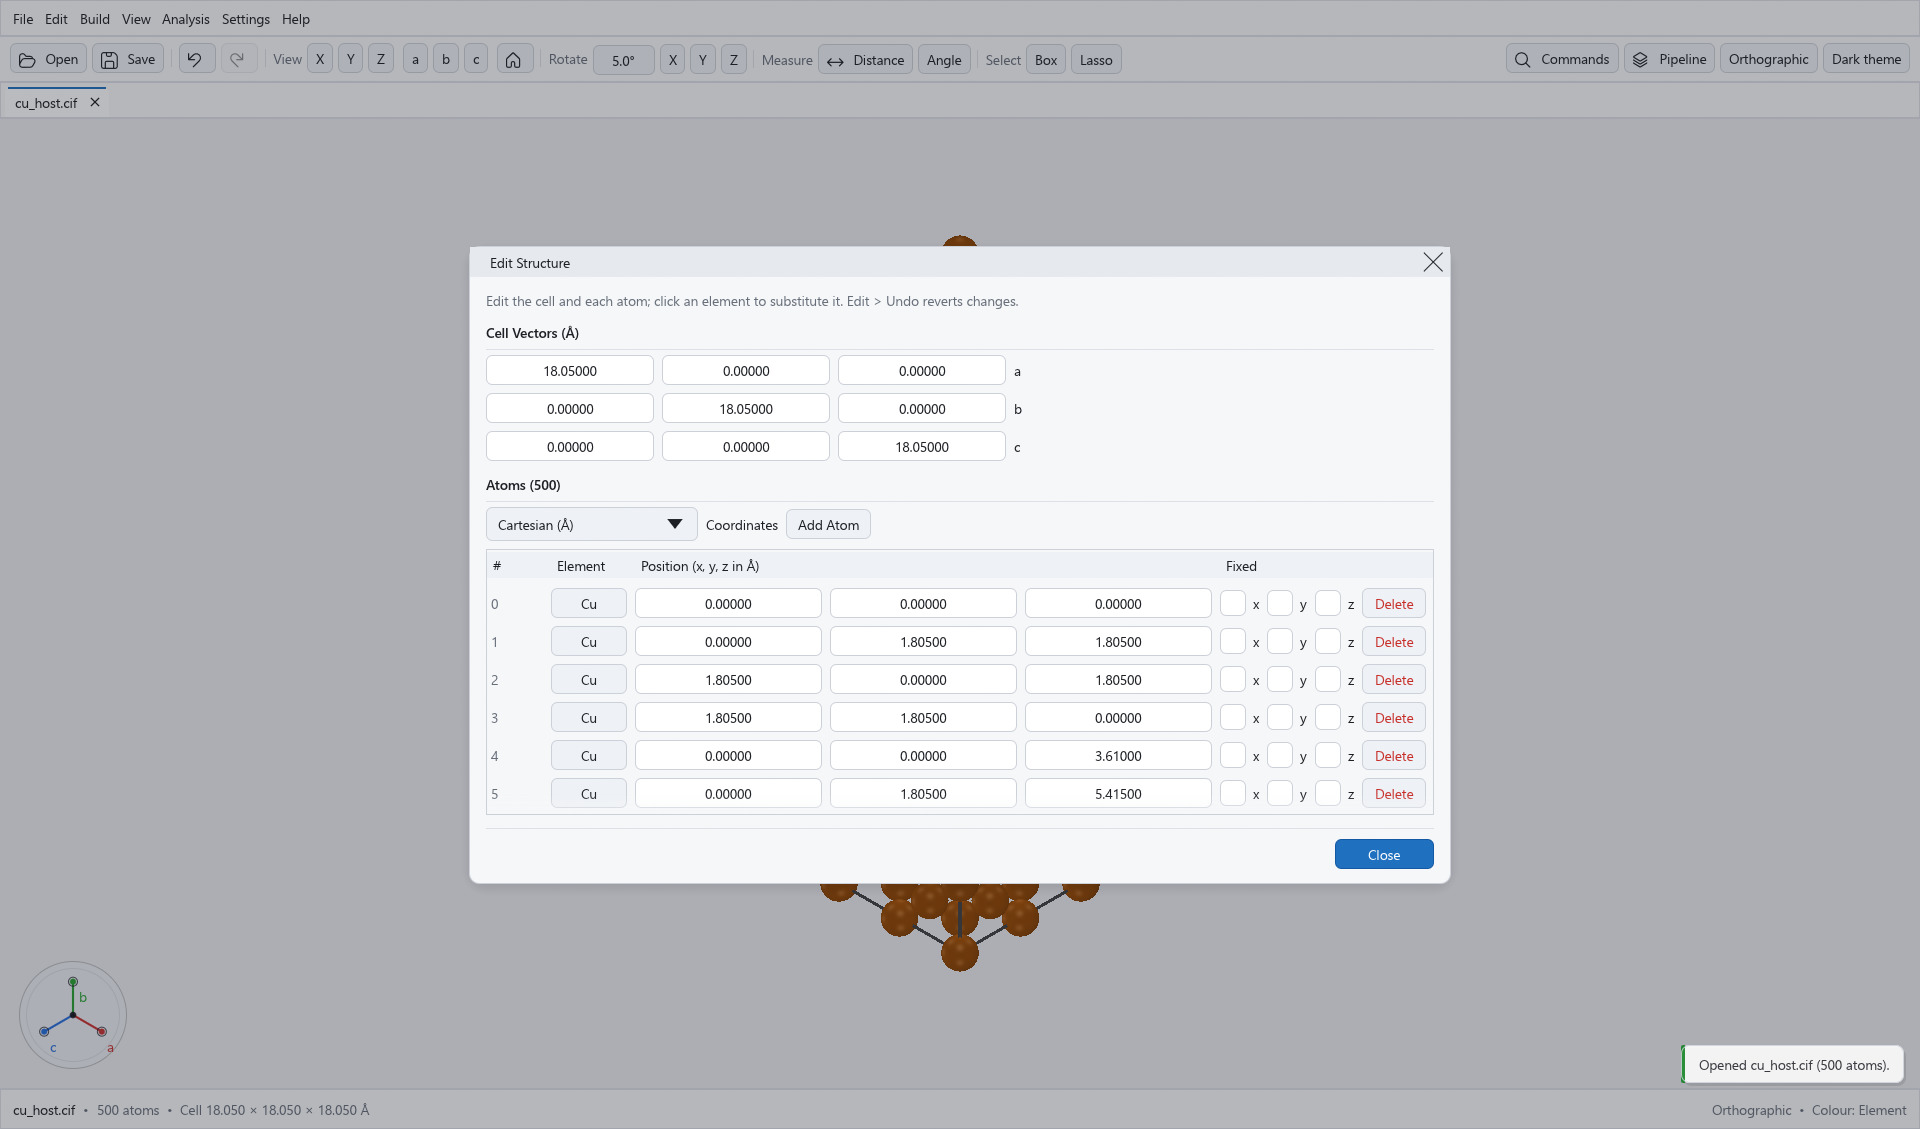 File Edit Build View Analysis Settings Help
Open Save View X Y Z a b c Rotate 5.0° X Y Z Measure Distance Angle Select Box Lasso Commands Pipeline Orthographic Dark theme
cu_host.cif
Edit Structure
Edit the cell and each atom; click an element to substitute it. Edit > Undo reverts changes.
Cell Vectors (Å)
18.05000 0.00000 0.00000 a
0.00000 18.05000 0.00000 b
0.00000 0.00000 18.05000 c
Atoms (500)
Cartesian (Å) Coordinates Add Atom
# Element Position (x, y, z in Å) Fixed
0 Cu 0.00000 0.00000 0.00000 x y z Delete
1 Cu 0.00000 1.80500 1.80500 x y z Delete
2 Cu 1.80500 0.00000 1.80500 x y z Delete
3 Cu 1.80500 1.80500 0.00000 x y z Delete
4 Cu 0.00000 0.00000 3.61000 x y z Delete
5 Cu 0.00000 1.80500 5.41500 x y z Delete
Close
b
c a
Opened cu_host.cif (500 atoms).
cu_host.cif • 500 atoms • Cell 18.050 × 18.050 × 18.050 Å Orthographic • Colour: Element